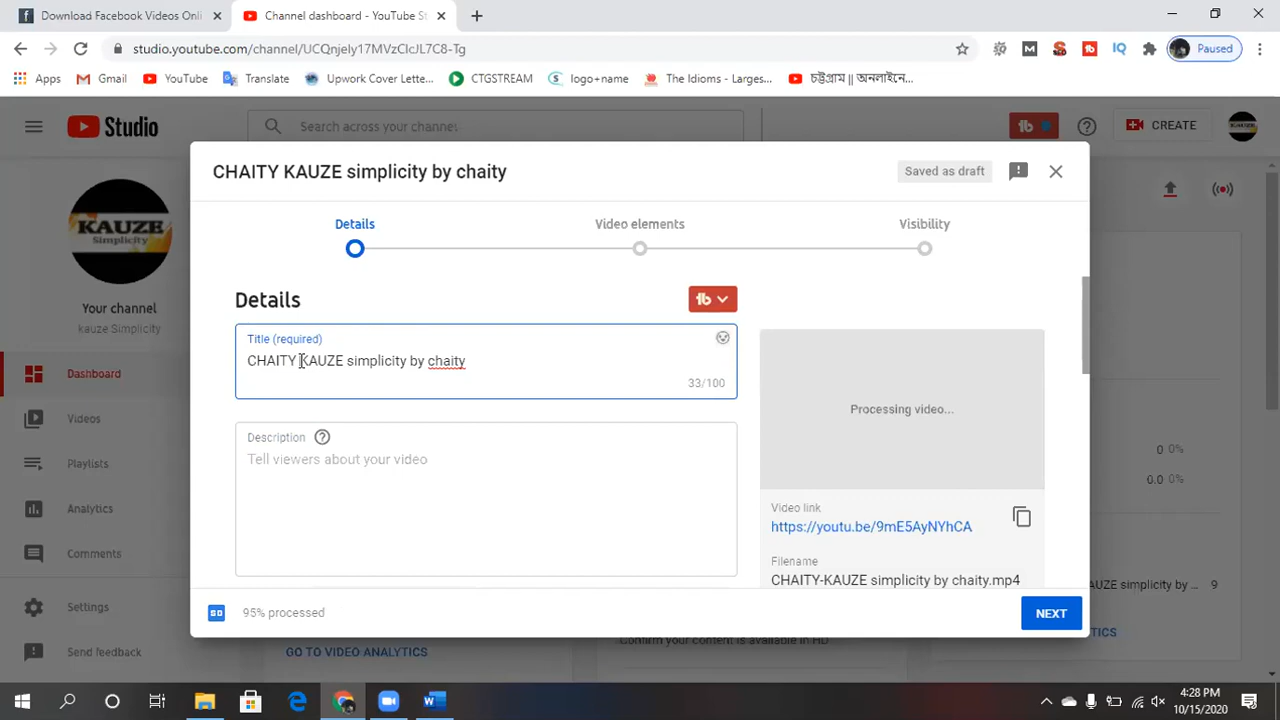 Download Facebook Videos Onli
Channel dashboard - YouTube St
studio.youtube.com/channel/
Paused
Apps
Gmail
YouTube
Translate
Upwork Cover Lette...
CTGSTREAM
logo+name
The Idioms - Larges...
চট্টগ্রাম || অনলাইনে...
Studio
Search across your channel
CREATE
KAUZE
Simplicity
Your channel
kauze Simplicity
Dashboard
Videos
Playlists
Analytics
Comments
Settings
Send feedback
CHAITY KAUZE simplicity by chaity
Saved as draft
Details
Video elements
Visibility
Details
Title (required)
CHAITY KAUZE simplicity by chaity
33/100
Description
Tell viewers about your video
Processing video...
Video link
https://youtu.be/9mE5AyNYhCA
Filename
CHAITY-KAUZE simplicity by chaity.mp4
SD
95% processed
NEXT
0 0%
0.0 0%
AUZE simplicity by ... 9
TICS
GO TO VIDEO ANALYTICS
Confirm your content is available in HD
4:28 PM
10/15/2020